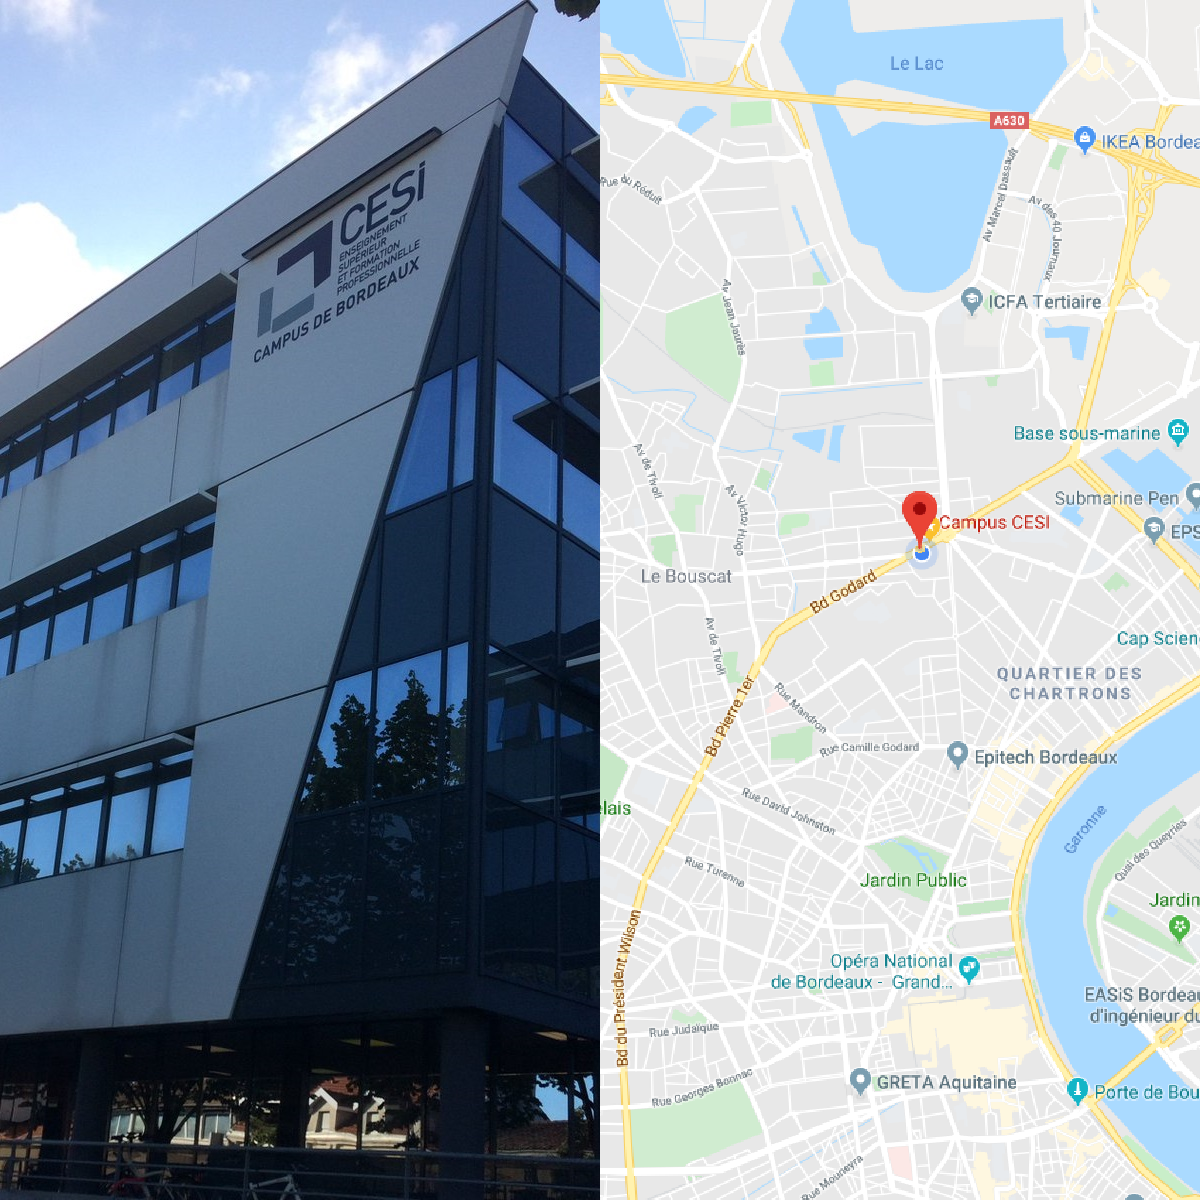 CESI
ENSEIGNEMENT
SUPÉRIEUR
ET FORMATION
PROFESSIONNELLE
CAMPUS DE BORDEAUX
Le Lac
A630
IKEA Bordea
Rue du Réduit
Av Marcel Dassault
Av des 40 Journaux
ICFA Tertiaire
Av Jean Jaurès
Base sous-marine
Av de Tivoli
Av Victor Hugo
Submarine Pen
Campus CESI
EPS
Le Bouscat
Bd Godard
Av de Tivoli
Cap Scien
QUARTIER DES
CHARTRONS
Bd Pierre 1er
Rue Mandron
Rue Camille Godard
Epitech Bordeaux
elais
Rue David Johnston
Garonne
Quai des Queyries
Rue Turenne
Jardin Public
Jardin
Bd du Président Wilson
Opéra National
de Bordeaux - Grand...
EASiS Bordeau
d'ingénieur du
Rue Judaïque
GRETA Aquitaine
Rue Georges Bonnac
Porte de Bou
Rue Mouneyra